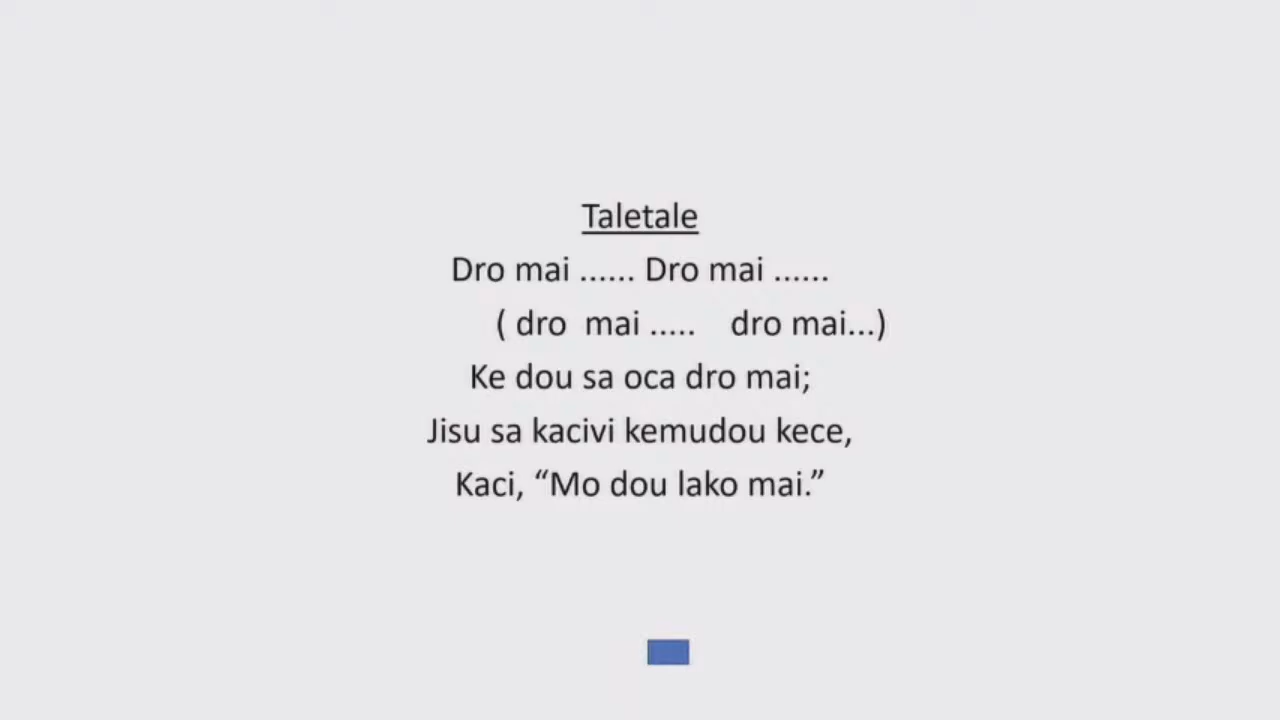 Taletale
Dro mai ...... Dro mai ......
( dro mai ..... dro mai...)
Ke dou sa oca dro mai;
Jisu sa kacivi kemudou kece,
Kaci, “Mo dou lako mai.”